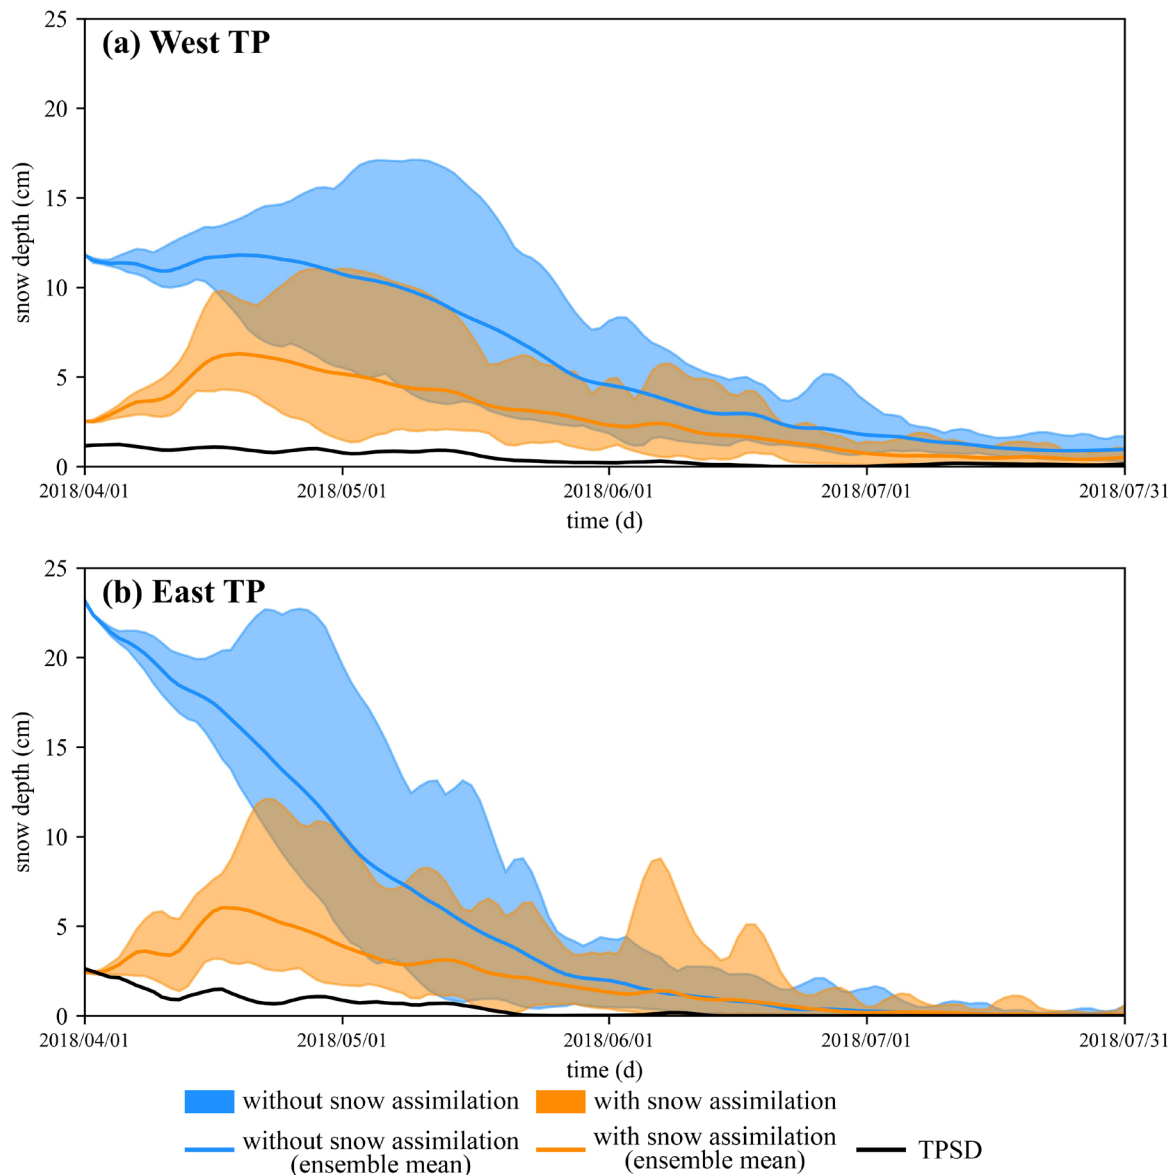 (a) West TP
25
20
15
10
5
0
snow depth (cm)
2018/04/01 2018/05/01 2018/06/01 2018/07/01 2018/07/31
time (d)
(b) East TP
25
20
15
10
5
0
snow depth (cm)
2018/04/01 2018/05/01 2018/06/01 2018/07/01 2018/07/31
time (d)
without snow assimilation with snow assimilation
without snow assimilation
(ensemble mean)
with snow assimilation
(ensemble mean)
TPSD